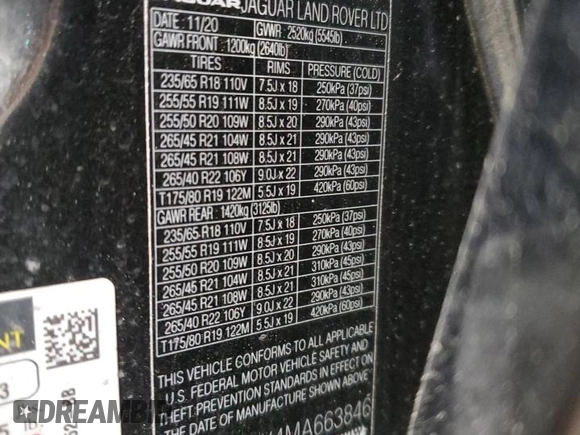 JAGUAR JAGUAR LAND ROVER LTD
DATE: 11/20 GVWR: 2520kg (5545lb)
GAWR FRONT: 1200kg (2640lb)
TIRES RIMS PRESSURE (COLD)
235/65 R18 110V 7.5J x 18 250kPa (37psi)
255/55 R19 111W 8.5J x 19 270kPa (40psi)
255/50 R20 109W 8.5J x 20 290kPa (43psi)
265/45 R21 104W 8.5J x 21 290kPa (43psi)
265/45 R21 108W 8.5J x 21 290kPa (43psi)
265/40 R22 106Y 9.0J x 22 290kPa (43psi)
T175/80 R19 122M 5.5J x 19 420kPa (60psi)
GAWR REAR: 1420kg (3125lb)
235/65 R18 110V 7.5J x 18 250kPa (37psi)
255/55 R19 111W 8.5J x 19 270kPa (40psi)
255/50 R20 109W 8.5J x 20 290kPa (43psi)
265/45 R21 104W 8.5J x 21 310kPa (45psi)
265/45 R21 108W 8.5J x 21 310kPa (45psi)
265/40 R22 106Y 9.0J x 22 290kPa (43psi)
T175/80 R19 122M 5.5J x 19 420kPa (60psi)
THIS VEHICLE CONFORMS TO ALL APPLICABLE
U.S. FEDERAL MOTOR VEHICLE SAFETY AND
THEFT PREVENTION STANDARDS IN EFFECT ON
THE DATE OF MANUFACTURE SHOWN ABOVE
MA663846
NT
3
DREAMBID